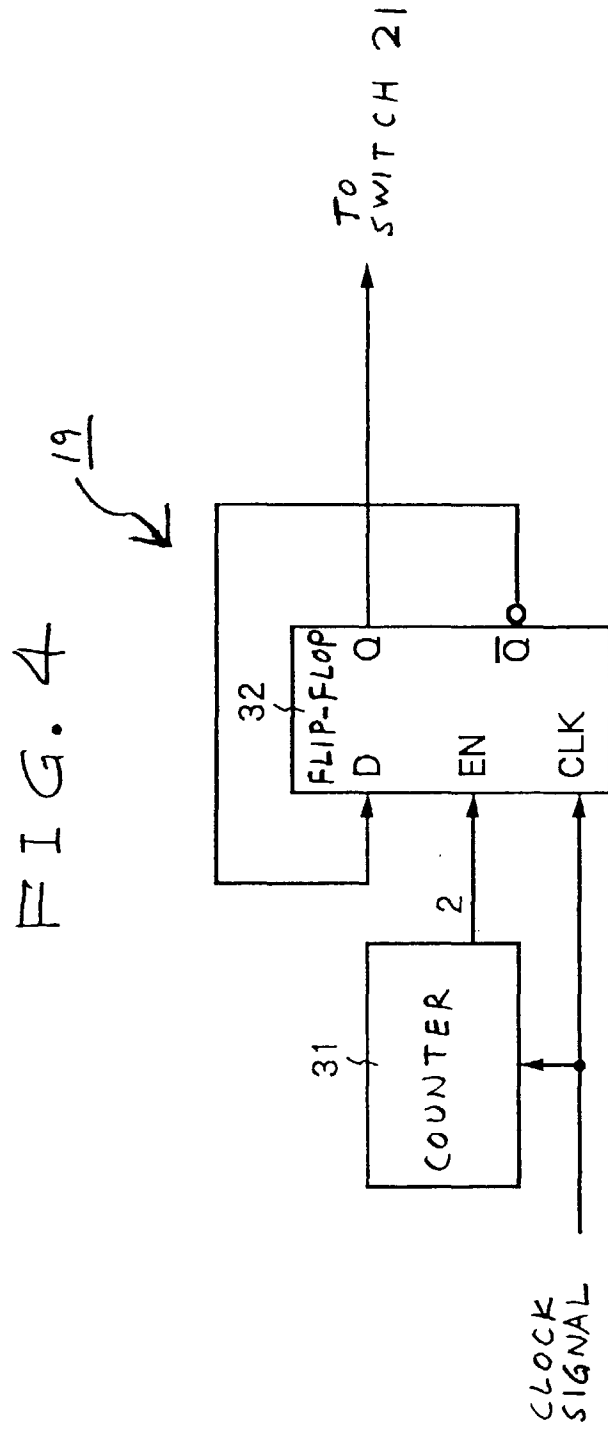 FIG. 4
19
32
FLIP-FLOP
D
Q
EN
Q̅
CLK
31
COUNTER
2
TO
SWITCH 21
CLOCK
SIGNAL